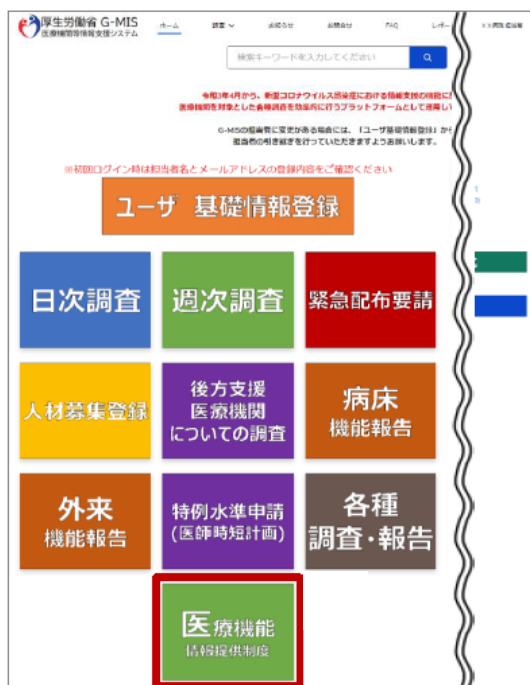 厚生労働省 G-MIS
医療機関等情報支援システム
ホーム 調査 お知らせ お問合せ FAQ レポー
検索キーワードを入力してください
令和3年4月から、新型コロナウイルス感染症における情報支援の機能に
医療機関を対象とした各種調査を効率的に行うプラットフォームとして運用し
G-MISの担当者に変更がある場合には、「ユーザ基礎情報登録」から
担当者の引き継ぎを行っていただきますようお願いします。
※初回ログイン時は担当者名とメールアドレスの登録内容をご確認ください
ユーザ 基礎情報登録
日次調査 週次調査 緊急配布要請
人材募集登録
後方支援
医療機関
についての調査
病床
機能報告
外来
機能報告
特例水準申請
(医師時短計画)
各種
調査・報告
医療機能
情報提供制度